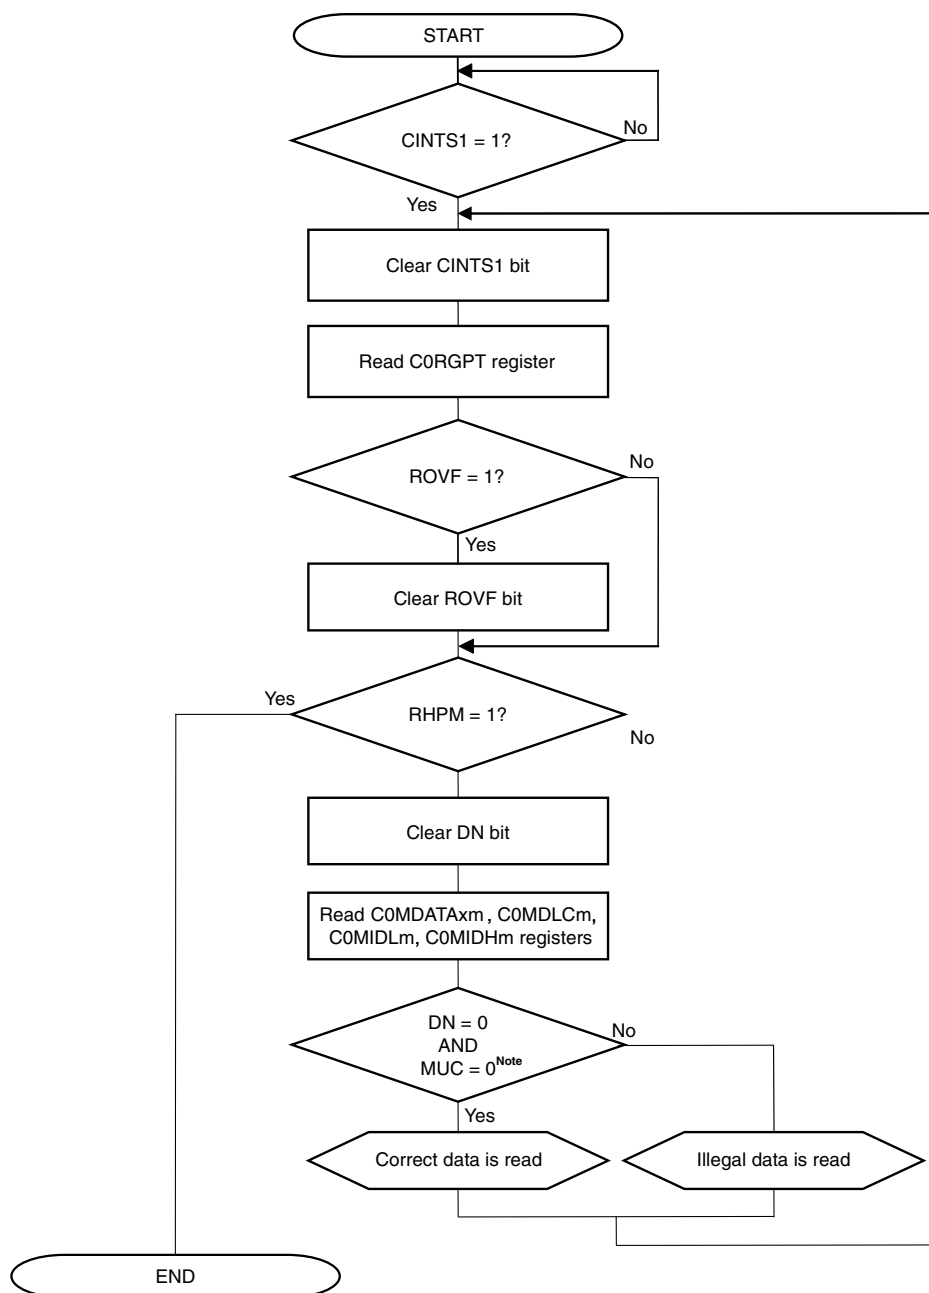 START
CINTS1 = 1?
No
Yes
Clear CINTS1 bit
Read C0RGPT register
ROVF = 1?
No
Yes
Clear ROVF bit
Yes
RHPM = 1?
No
Clear DN bit
Read C0MDATAxm , C0MDLCm,
C0MIDLm, C0MIDHm registers
DN = 0
AND
MUC = 0Note
No
Yes
Correct data is read
Illegal data is read
END